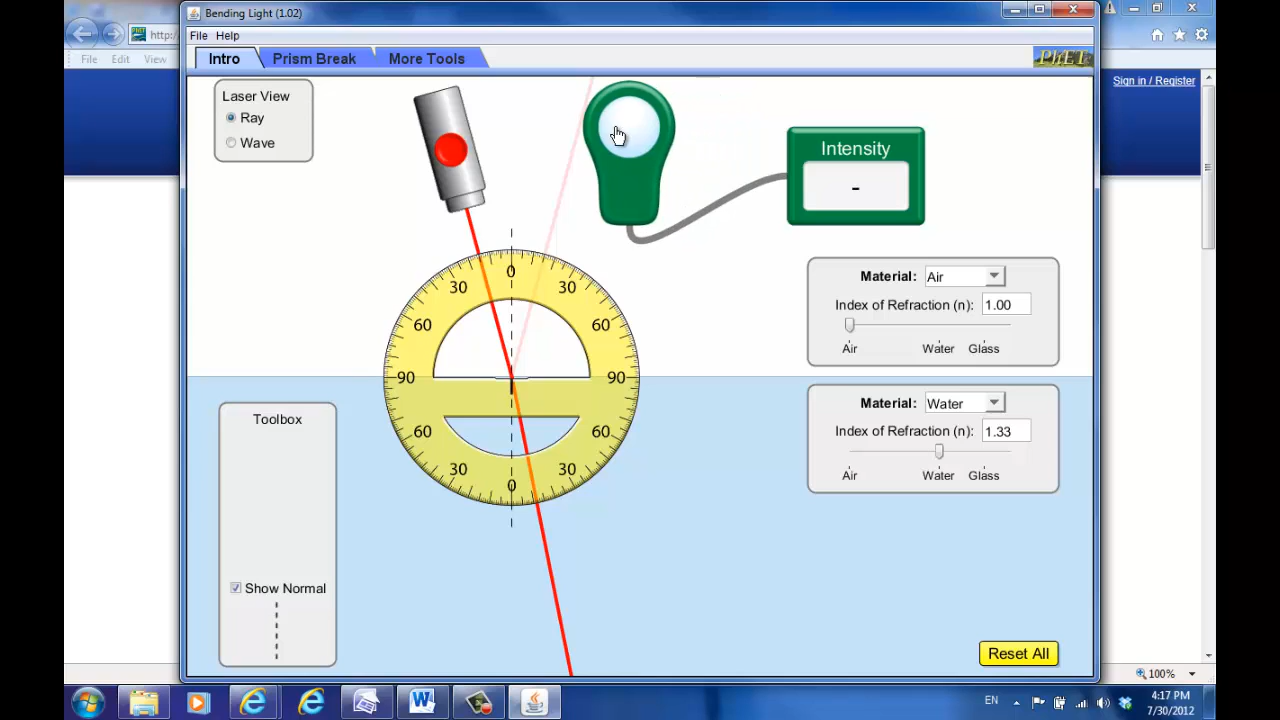 Bending Light (1.02)
File Help
Intro Prism Break More Tools PhET
http:
File Edit View
Sign in / Register
Laser View
Ray
Wave
Intensity
-
0
30 30
60 60
90 90
60 60
30 30
0
Material: Air
Index of Refraction (n): 1.00
Air Water Glass
Material: Water
Index of Refraction (n): 1.33
Air Water Glass
Toolbox
Show Normal
Reset All
100%
EN
4:17 PM
7/30/2012